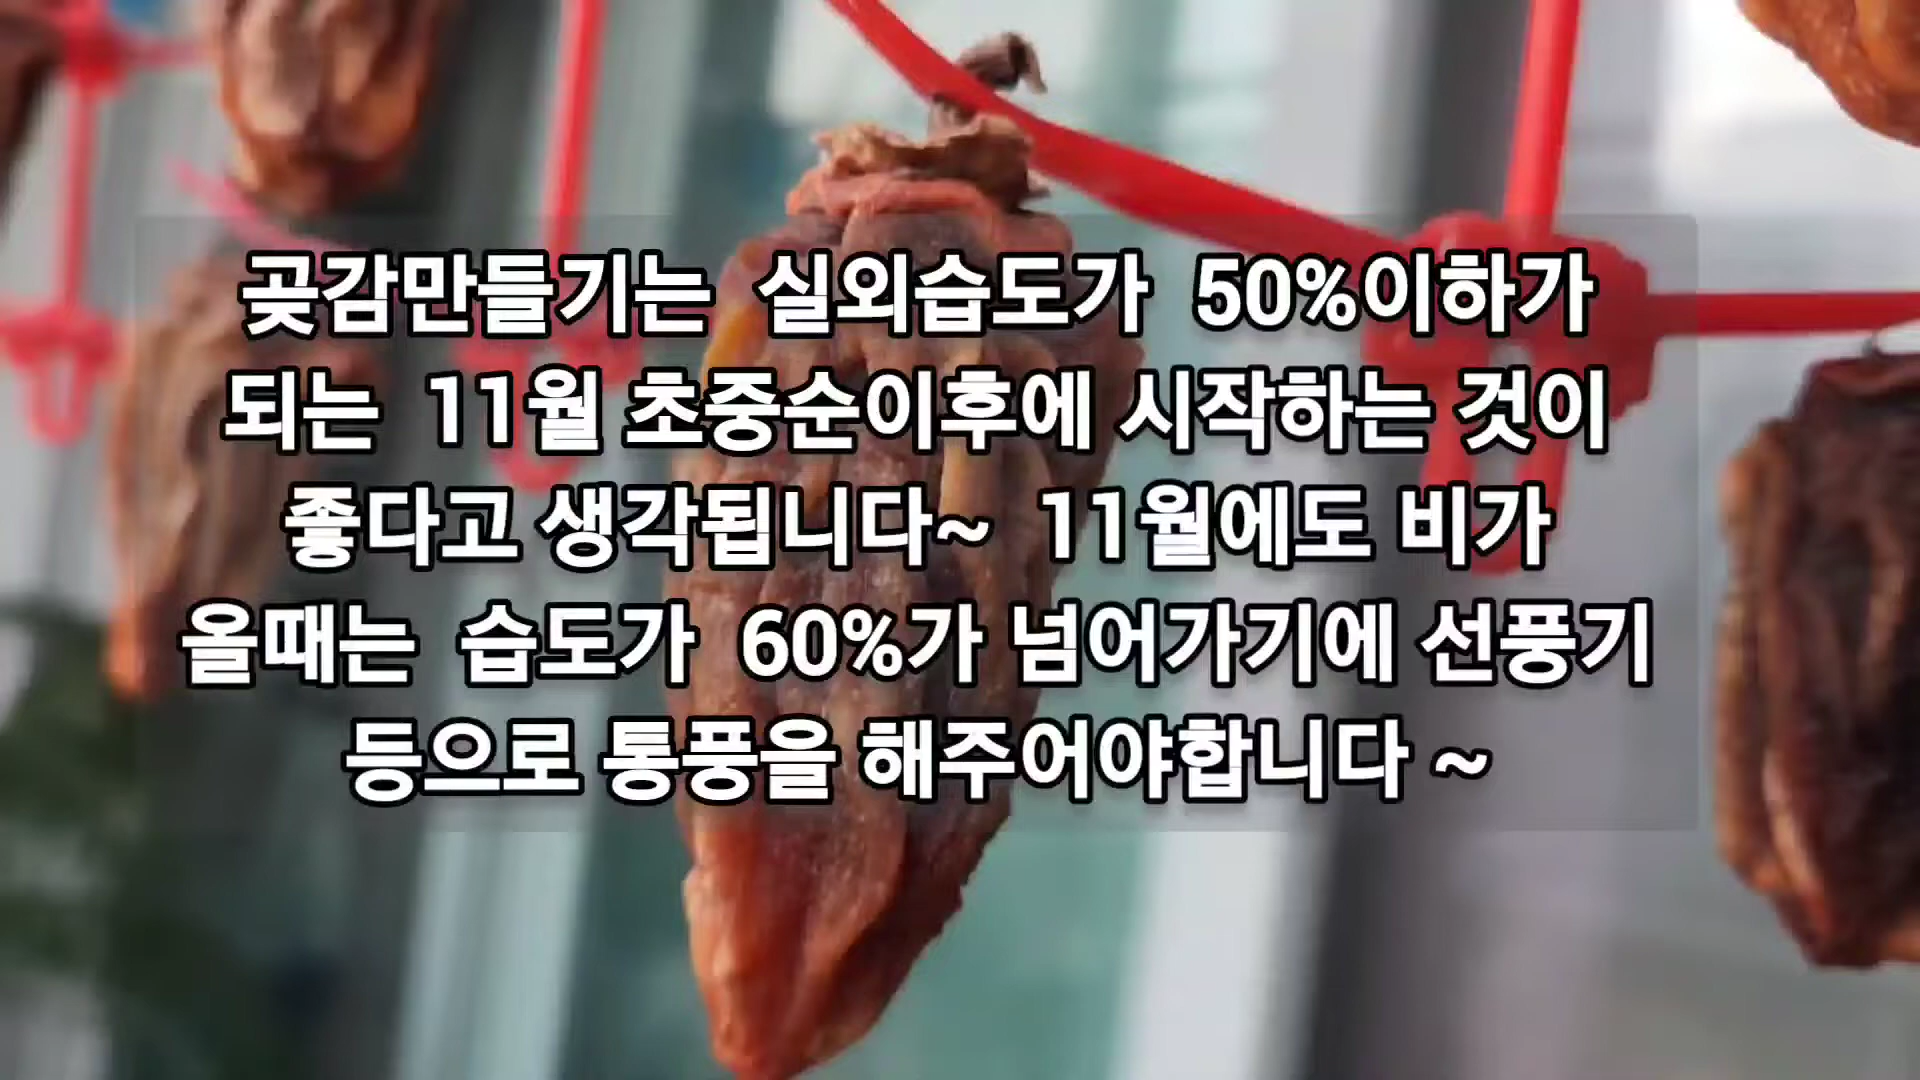 곶감만들기는 실외습도가 50%이하가
되는 11월 초중순이후에 시작하는 것이
좋다고 생각됩니다~ 11월에도 비가
올때는 습도가 60%가 넘어가기에 선풍기
등으로 통풍을 해주어야합니다 ~